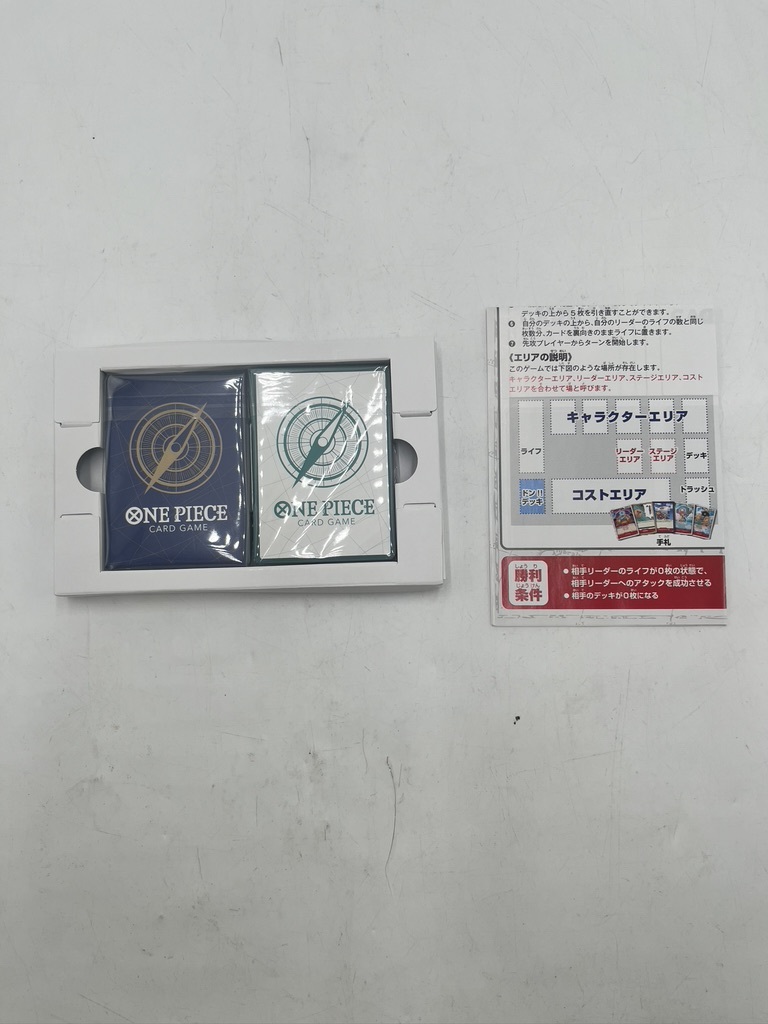 ONE PIECE
CARD GAME
ONE PIECE
CARD GAME
デッキの上から5枚を引き直すことができます。
❻ 自分のデッキの上から、自分のリーダーのライフの数と同じ
枚数分、カードを裏向きのままライフに置きます。
❼ 先攻プレイヤーからターンを開始します。
《エリアの説明》
このゲームでは下図のような場所が存在します。
キャラクターエリア、リーダーエリア、ステージエリア、コスト
エリアを合わせて場と呼びます。
キャラクターエリア
ライフ
リーダー
エリア
ステージ
エリア
デッキ
ドン!!
デッキ
コストエリア
トラッシュ
手札
勝利
条件
● 相手リーダーのライフが0枚の状態で、
相手リーダーへのアタックを成功させる
● 相手のデッキが0枚になる